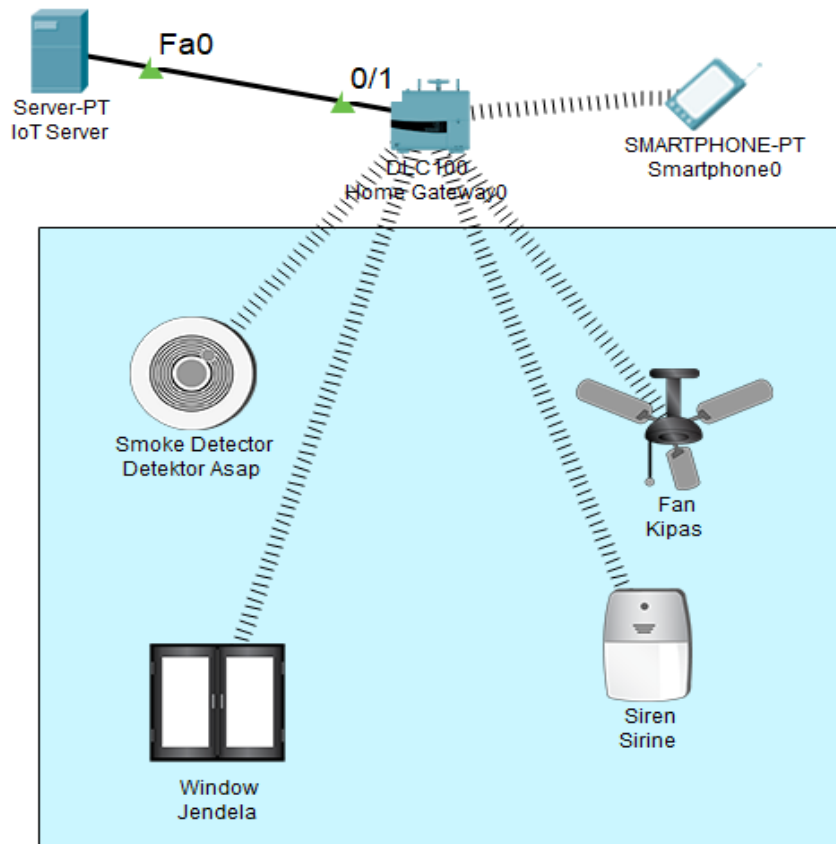 Fa0
0/1
Server-PT
IoT Server
DLC100
Home Gateway0
SMARTPHONE-PT
Smartphone0
Smoke Detector
Detektor Asap
Fan
Kipas
Window
Jendela
Siren
Sirine